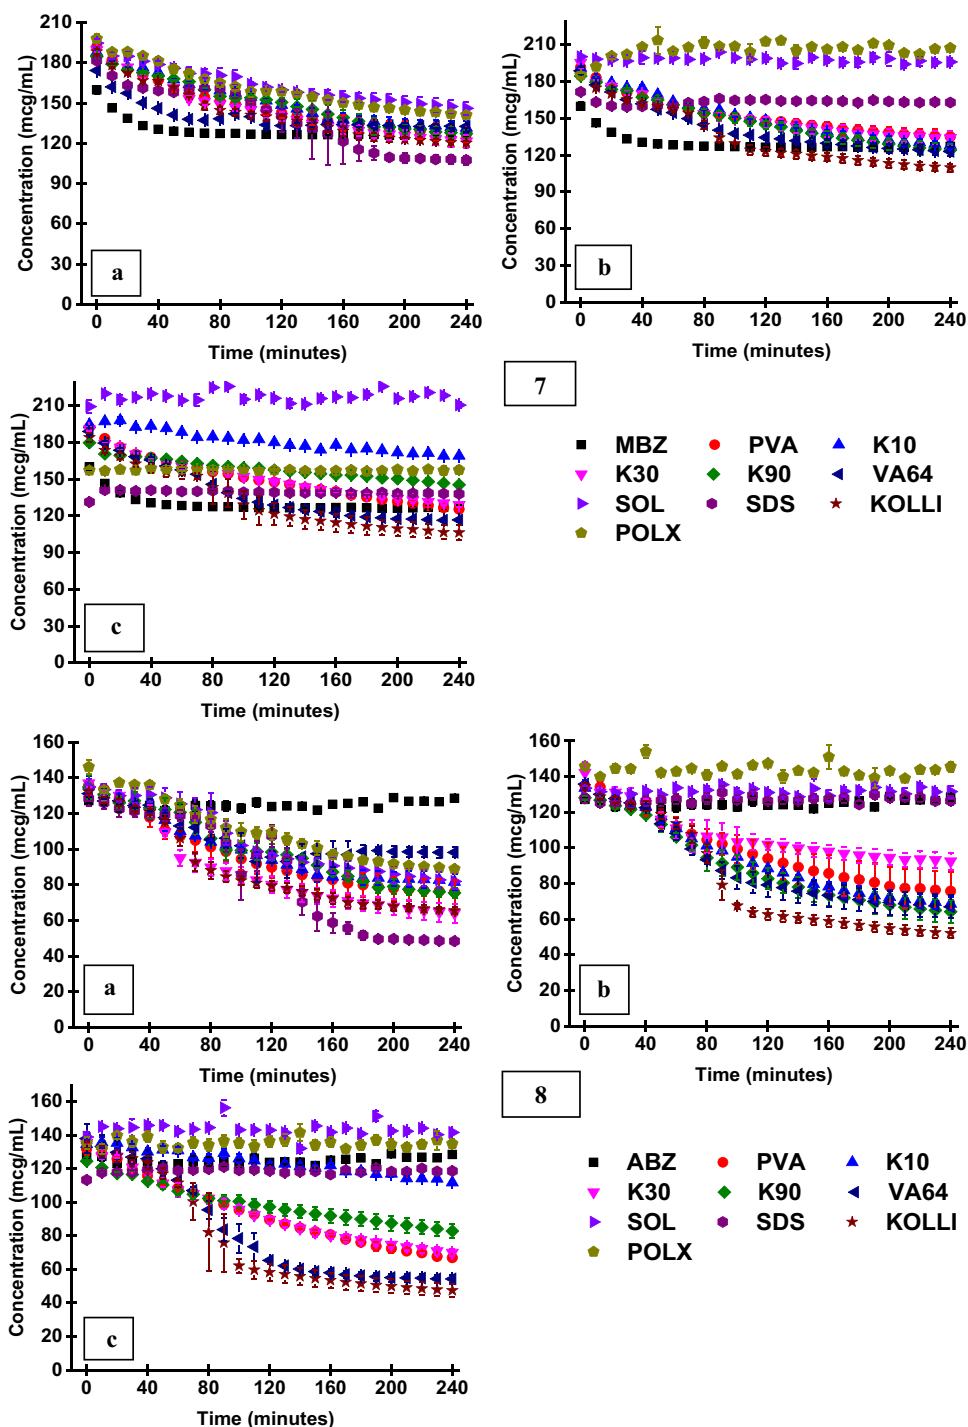 210
180
150
120
90
60
30
0
Concentration (mcg/mL)
a
0 40 80 120 160 200 240
Time (minutes)
210
180
150
120
90
60
30
0
Concentration (mcg/mL)
b
0 40 80 120 160 200 240
Time (minutes)
7
210
180
150
120
90
60
30
0
Concentration (mcg/mL)
c
0 40 80 120 160 200 240
Time (minutes)
MBZ PVA K10
K30 K90 VA64
SOL SDS KOLLI
POLX
160
140
120
100
80
60
40
20
0
Concentration (mcg/mL)
a
0 40 80 120 160 200 240
Time (minutes)
160
140
120
100
80
60
40
20
0
Concentration (mcg/mL)
b
0 40 80 120 160 200 240
Time (minutes)
8
160
140
120
100
80
60
40
20
0
Concentration (mcg/mL)
c
0 40 80 120 160 200 240
Time (minutes)
ABZ PVA K10
K30 K90 VA64
SOL SDS KOLLI
POLX